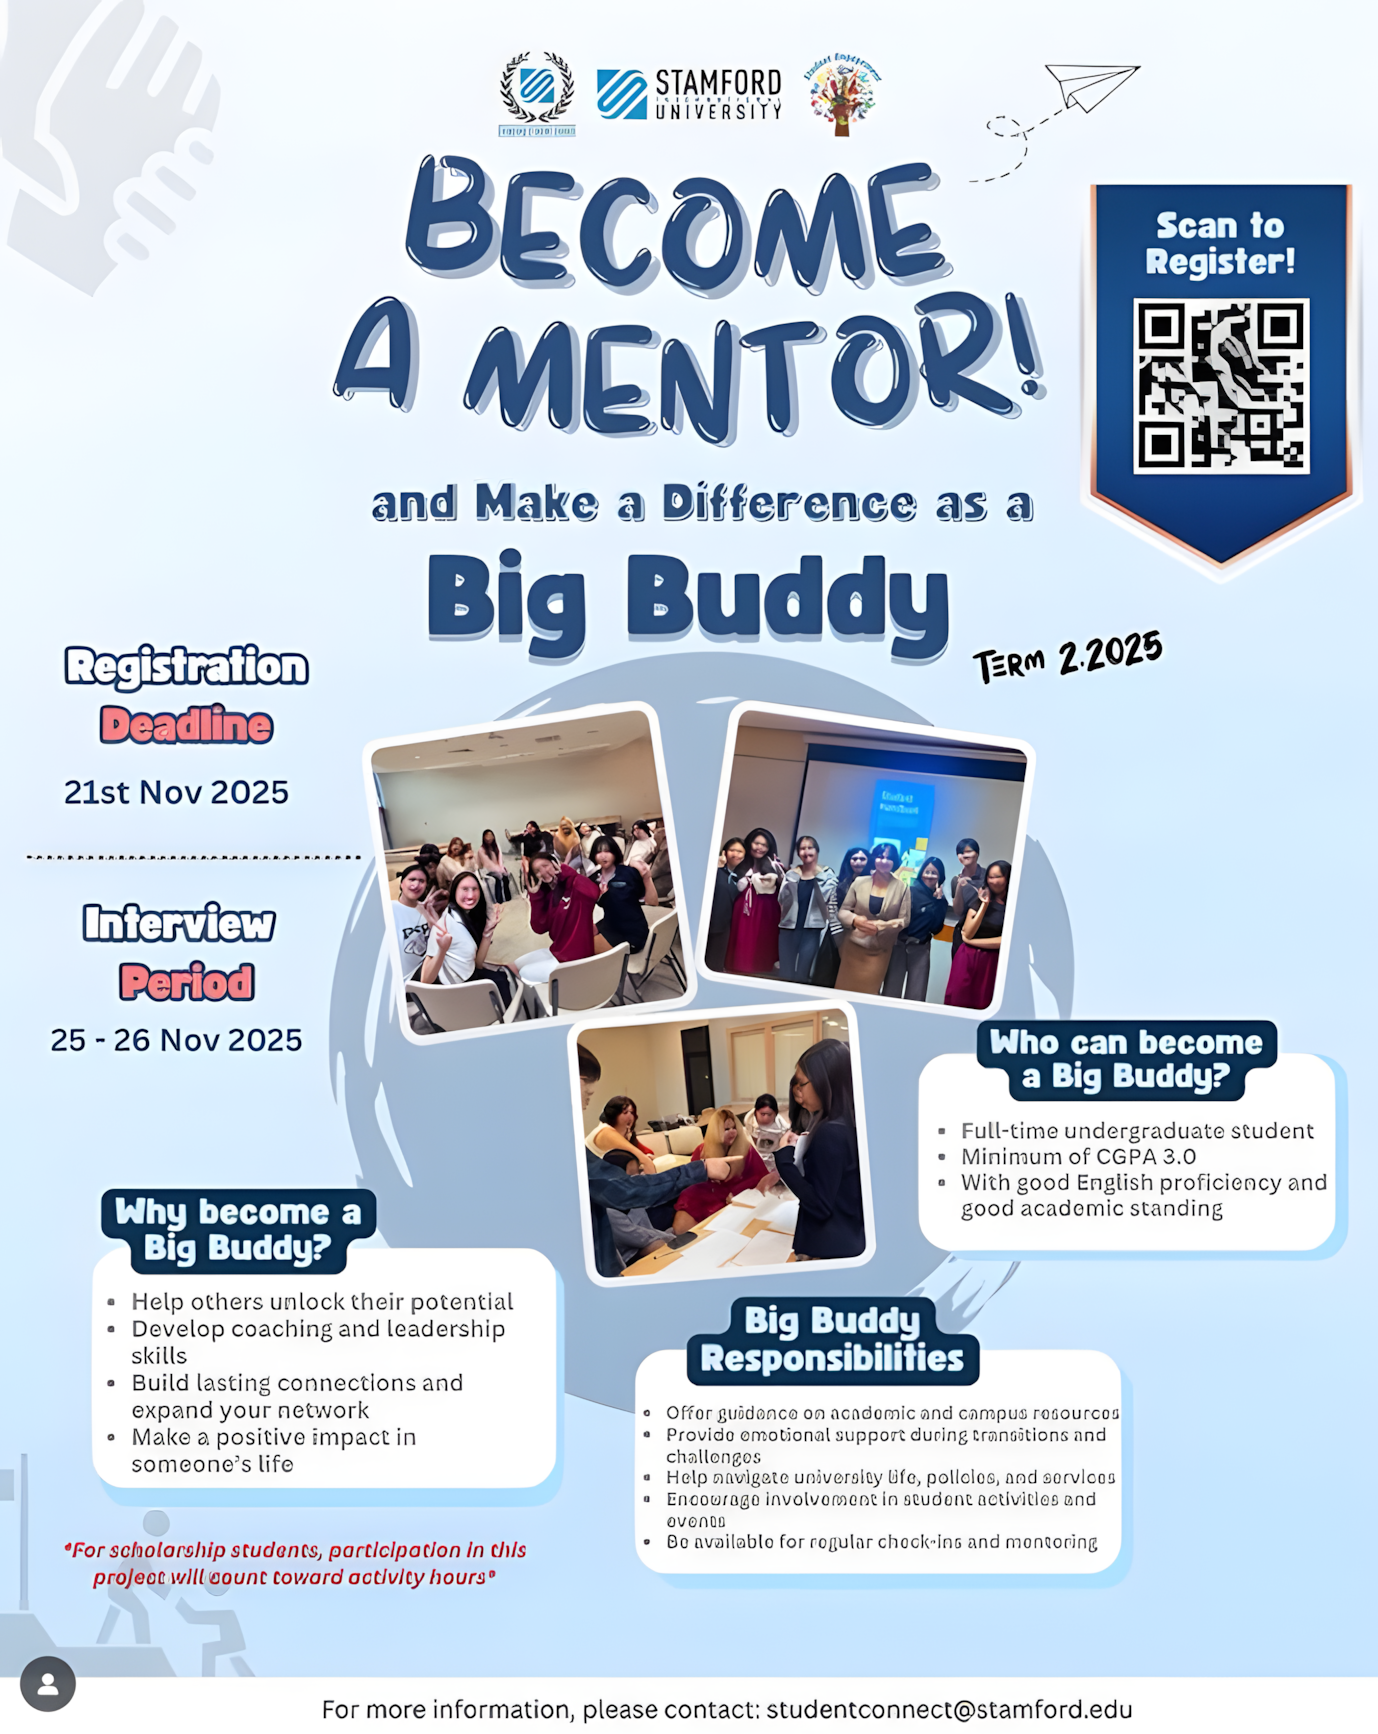 STAMFORD
INTERNATIONAL
UNIVERSITY
BECOME
A MENTOR!
and Make a Difference as a
Big Buddy
TERM 2.2025
Scan to
Register!
Registration
Deadline
21st Nov 2025
Interview
Period
25 - 26 Nov 2025
Who can become
a Big Buddy?
• Full-time undergraduate student
• Minimum of CGPA 3.0
• With good English proficiency and
good academic standing
Why become a
Big Buddy?
• Help others unlock their potential
• Develop coaching and leadership
skills
• Build lasting connections and
expand your network
• Make a positive impact in
someone's life
Big Buddy
Responsibilities
• Offer guidance on academic and campus resources
• Provide emotional support during transitions and
challenges
• Help navigate university life, policies, and services
• Encourage involvement in student activities and
events
• Be available for regular check-ins and mentoring
*For scholarship students, participation in this
project will count toward activity hours*
For more information, please contact: studentconnect@stamford.edu